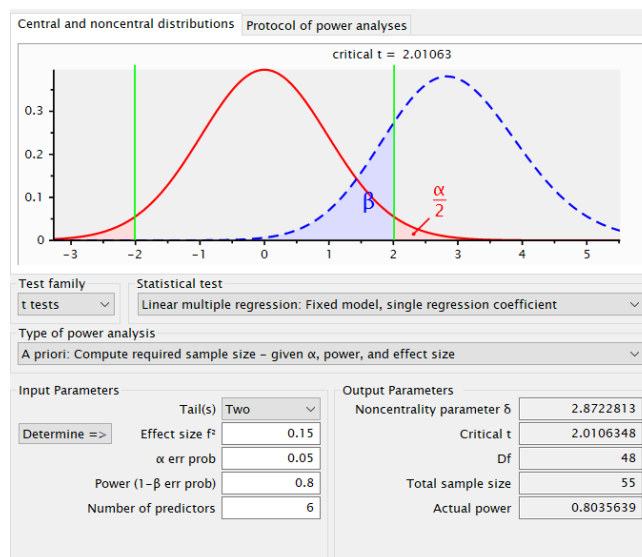 Central and noncentral distributions Protocol of power analyses
critical t = 2.01063
0.3
0.2
0.1
0
β
α
2
-3 -2 -1 0 1 2 3 4 5
Test family Statistical test
t tests Linear multiple regression: Fixed model, single regression coefficient
Type of power analysis
A priori: Compute required sample size – given α, power, and effect size
Input Parameters Output Parameters
Tail(s) Two Noncentrality parameter δ 2.8722813
Determine => Effect size f² 0.15 Critical t 2.0106348
α err prob 0.05 Df 48
Power (1-β err prob) 0.8 Total sample size 55
Number of predictors 6 Actual power 0.8035639